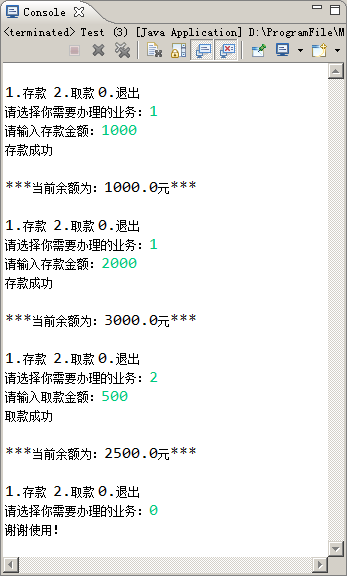 Console
<terminated> Test (3) [Java Application] D:\ProgramFile\M
1.存款 2.取款 0.退出
请选择你需要办理的业务：1
请输入存款金额：1000
存款成功
***当前余额为：1000.0元***
1.存款 2.取款 0.退出
请选择你需要办理的业务：1
请输入存款金额：2000
存款成功
***当前余额为：3000.0元***
1.存款 2.取款 0.退出
请选择你需要办理的业务：2
请输入取款金额：500
取款成功
***当前余额为：2500.0元***
1.存款 2.取款 0.退出
请选择你需要办理的业务：0
谢谢使用！